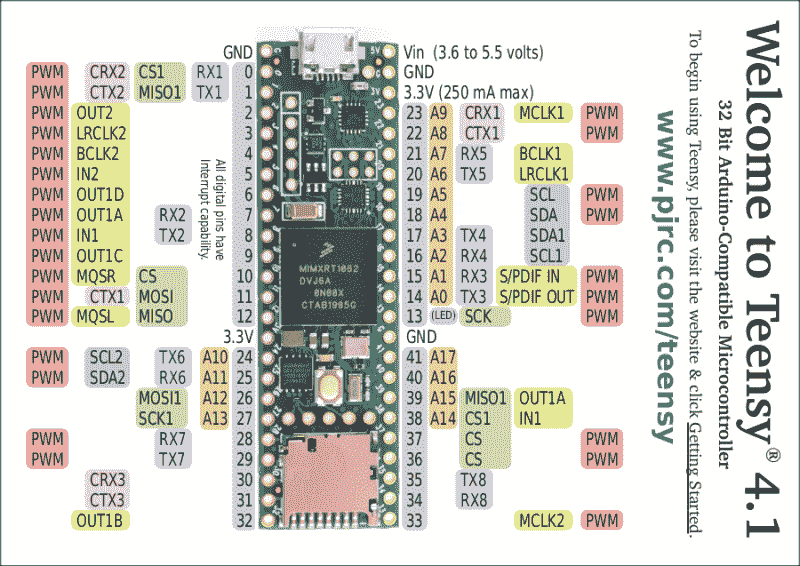 GND
PWM CRX2 CS1 RX1 0
PWM CTX2 MISO1 TX1 1
PWM OUT2 2
PWM LRCLK2 3
PWM BCLK2 4
PWM IN2 5
PWM OUT1D 6
PWM OUT1A RX2 7
PWM IN1 TX2 8
PWM OUT1C 9
PWM MQSR CS 10
PWM CTX1 MOSI 11
PWM MQSL MISO 12
3.3V
PWM SCL2 TX6 A10 24
PWM SDA2 RX6 A11 25
MOSI1 A12 26
SCK1 A13 27
PWM RX7 28
PWM TX7 29
CRX3 30
CTX3 31
OUT1B 32
All digital pins have
Interrupt capability.
5V
MIMXRT1062
DVJ6A
0N00X
CTAB1905G
Vin (3.6 to 5.5 volts)
GND
3.3V (250 mA max)
23 A9 CRX1 MCLK1 PWM
22 A8 CTX1 PWM
21 A7 RX5 BCLK1
20 A6 TX5 LRCLK1
19 A5 SCL PWM
18 A4 SDA PWM
17 A3 TX4 SDA1
16 A2 RX4 SCL1
15 A1 RX3 S/PDIF IN PWM
14 A0 TX3 S/PDIF OUT PWM
13 (LED) SCK PWM
GND
41 A17
40 A16
39 A15 MISO1 OUT1A
38 A14 CS1 IN1
37 CS PWM
36 CS PWM
35 TX8
34 RX8
33 MCLK2 PWM
Welcome to Teensy® 4.1
32 Bit Arduino-Compatible Microcontroller
To begin using Teensy, please visit the website & click Getting Started.
www.pjrc.com/teensy